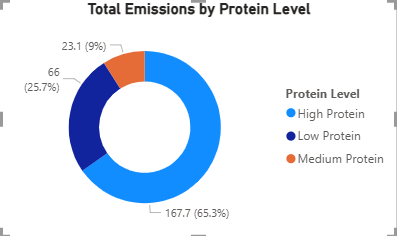 Total Emissions by Protein Level
23.1 (9%)
66
(25.7%)
Protein Level
High Protein
Low Protein
Medium Protein
167.7 (65.3%)